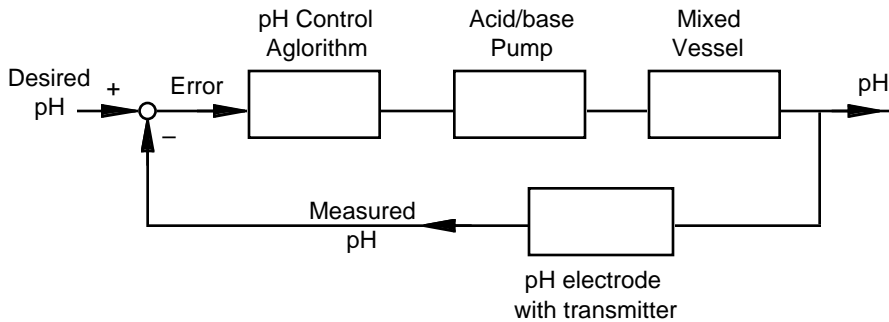 pH Control
Aglorithm
Acid/base
Pump
Mixed
Vessel
Desired
pH
+
Error
pH
–
Measured
pH
pH electrode
with transmitter